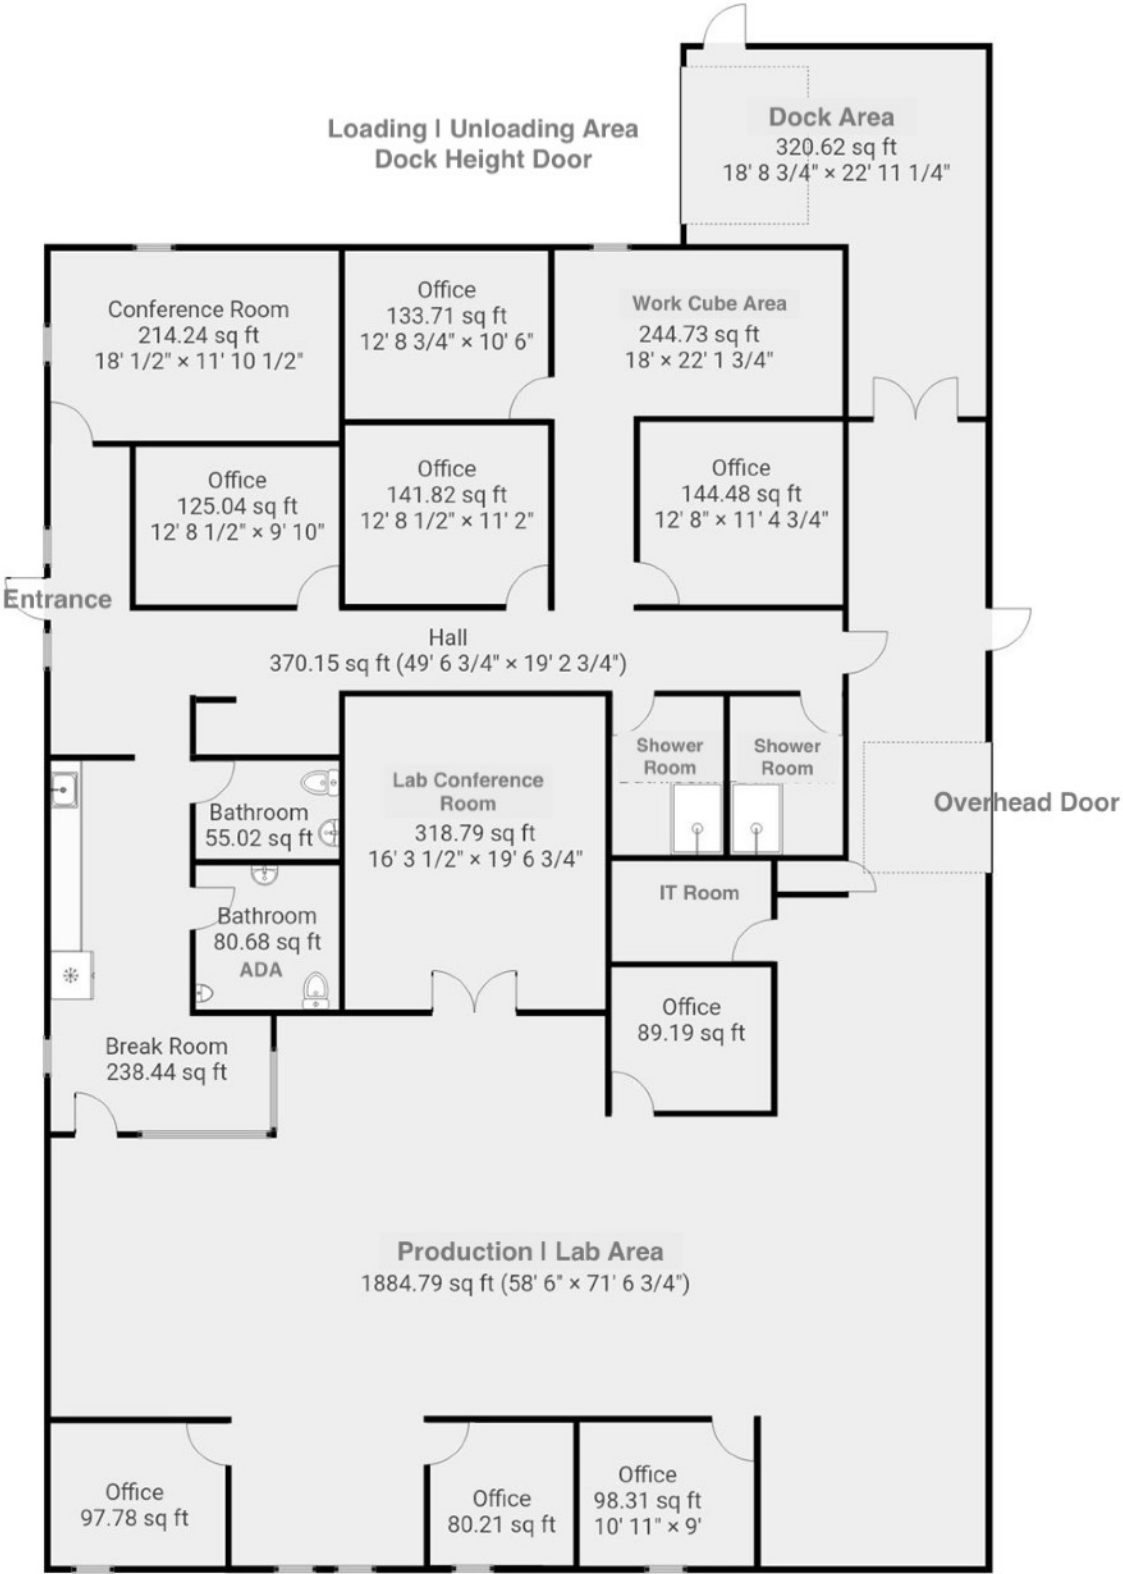 Loading | Unloading Area
Dock Height Door
Dock Area
320.62 sq ft
18' 8 3/4" × 22' 11 1/4"
Conference Room
214.24 sq ft
18' 1/2" × 11' 10 1/2"
Office
133.71 sq ft
12' 8 3/4" × 10' 6"
Work Cube Area
244.73 sq ft
18' × 22' 1 3/4"
Office
125.04 sq ft
12' 8 1/2" × 9' 10"
Office
141.82 sq ft
12' 8 1/2" × 11' 2"
Office
144.48 sq ft
12' 8" × 11' 4 3/4"
Entrance
Hall
370.15 sq ft (49' 6 3/4" × 19' 2 3/4")
Shower
Room
Shower
Room
Lab Conference
Room
318.79 sq ft
16' 3 1/2" × 19' 6 3/4"
Overhead Door
Bathroom
55.02 sq ft
IT Room
Bathroom
80.68 sq ft
ADA
Office
89.19 sq ft
Break Room
238.44 sq ft
Production | Lab Area
1884.79 sq ft (58' 6" × 71' 6 3/4")
Office
97.78 sq ft
Office
80.21 sq ft
Office
98.31 sq ft
10' 11" × 9'